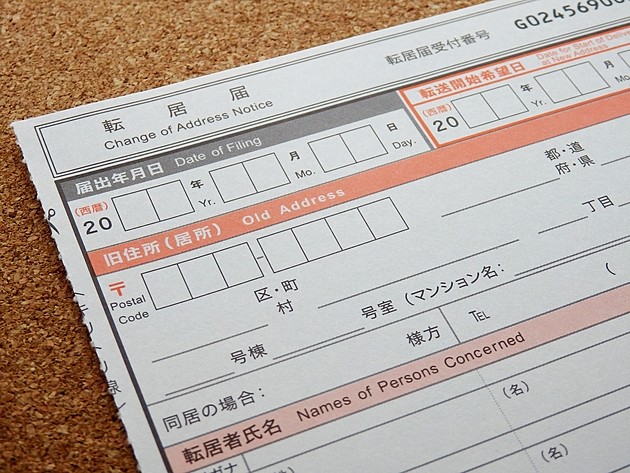 転居届
Change of Address Notice
転居届受付番号
G02456900
届出年月日 Date of Filing
(西暦) 20 年 Yr. 月 Mo. 日 Day.
転送開始希望日 Date for Start of at New Address
(西暦) 20 年 Yr. 月
旧住所(居所) Old Address
〒 Postal Code - 都・道 府・県
区・町 村 丁目
号棟 号室 (マンション名:
様方 TEL (
同居の場合:
転居者氏名 Names of Persons Concerned
(名)
(名)